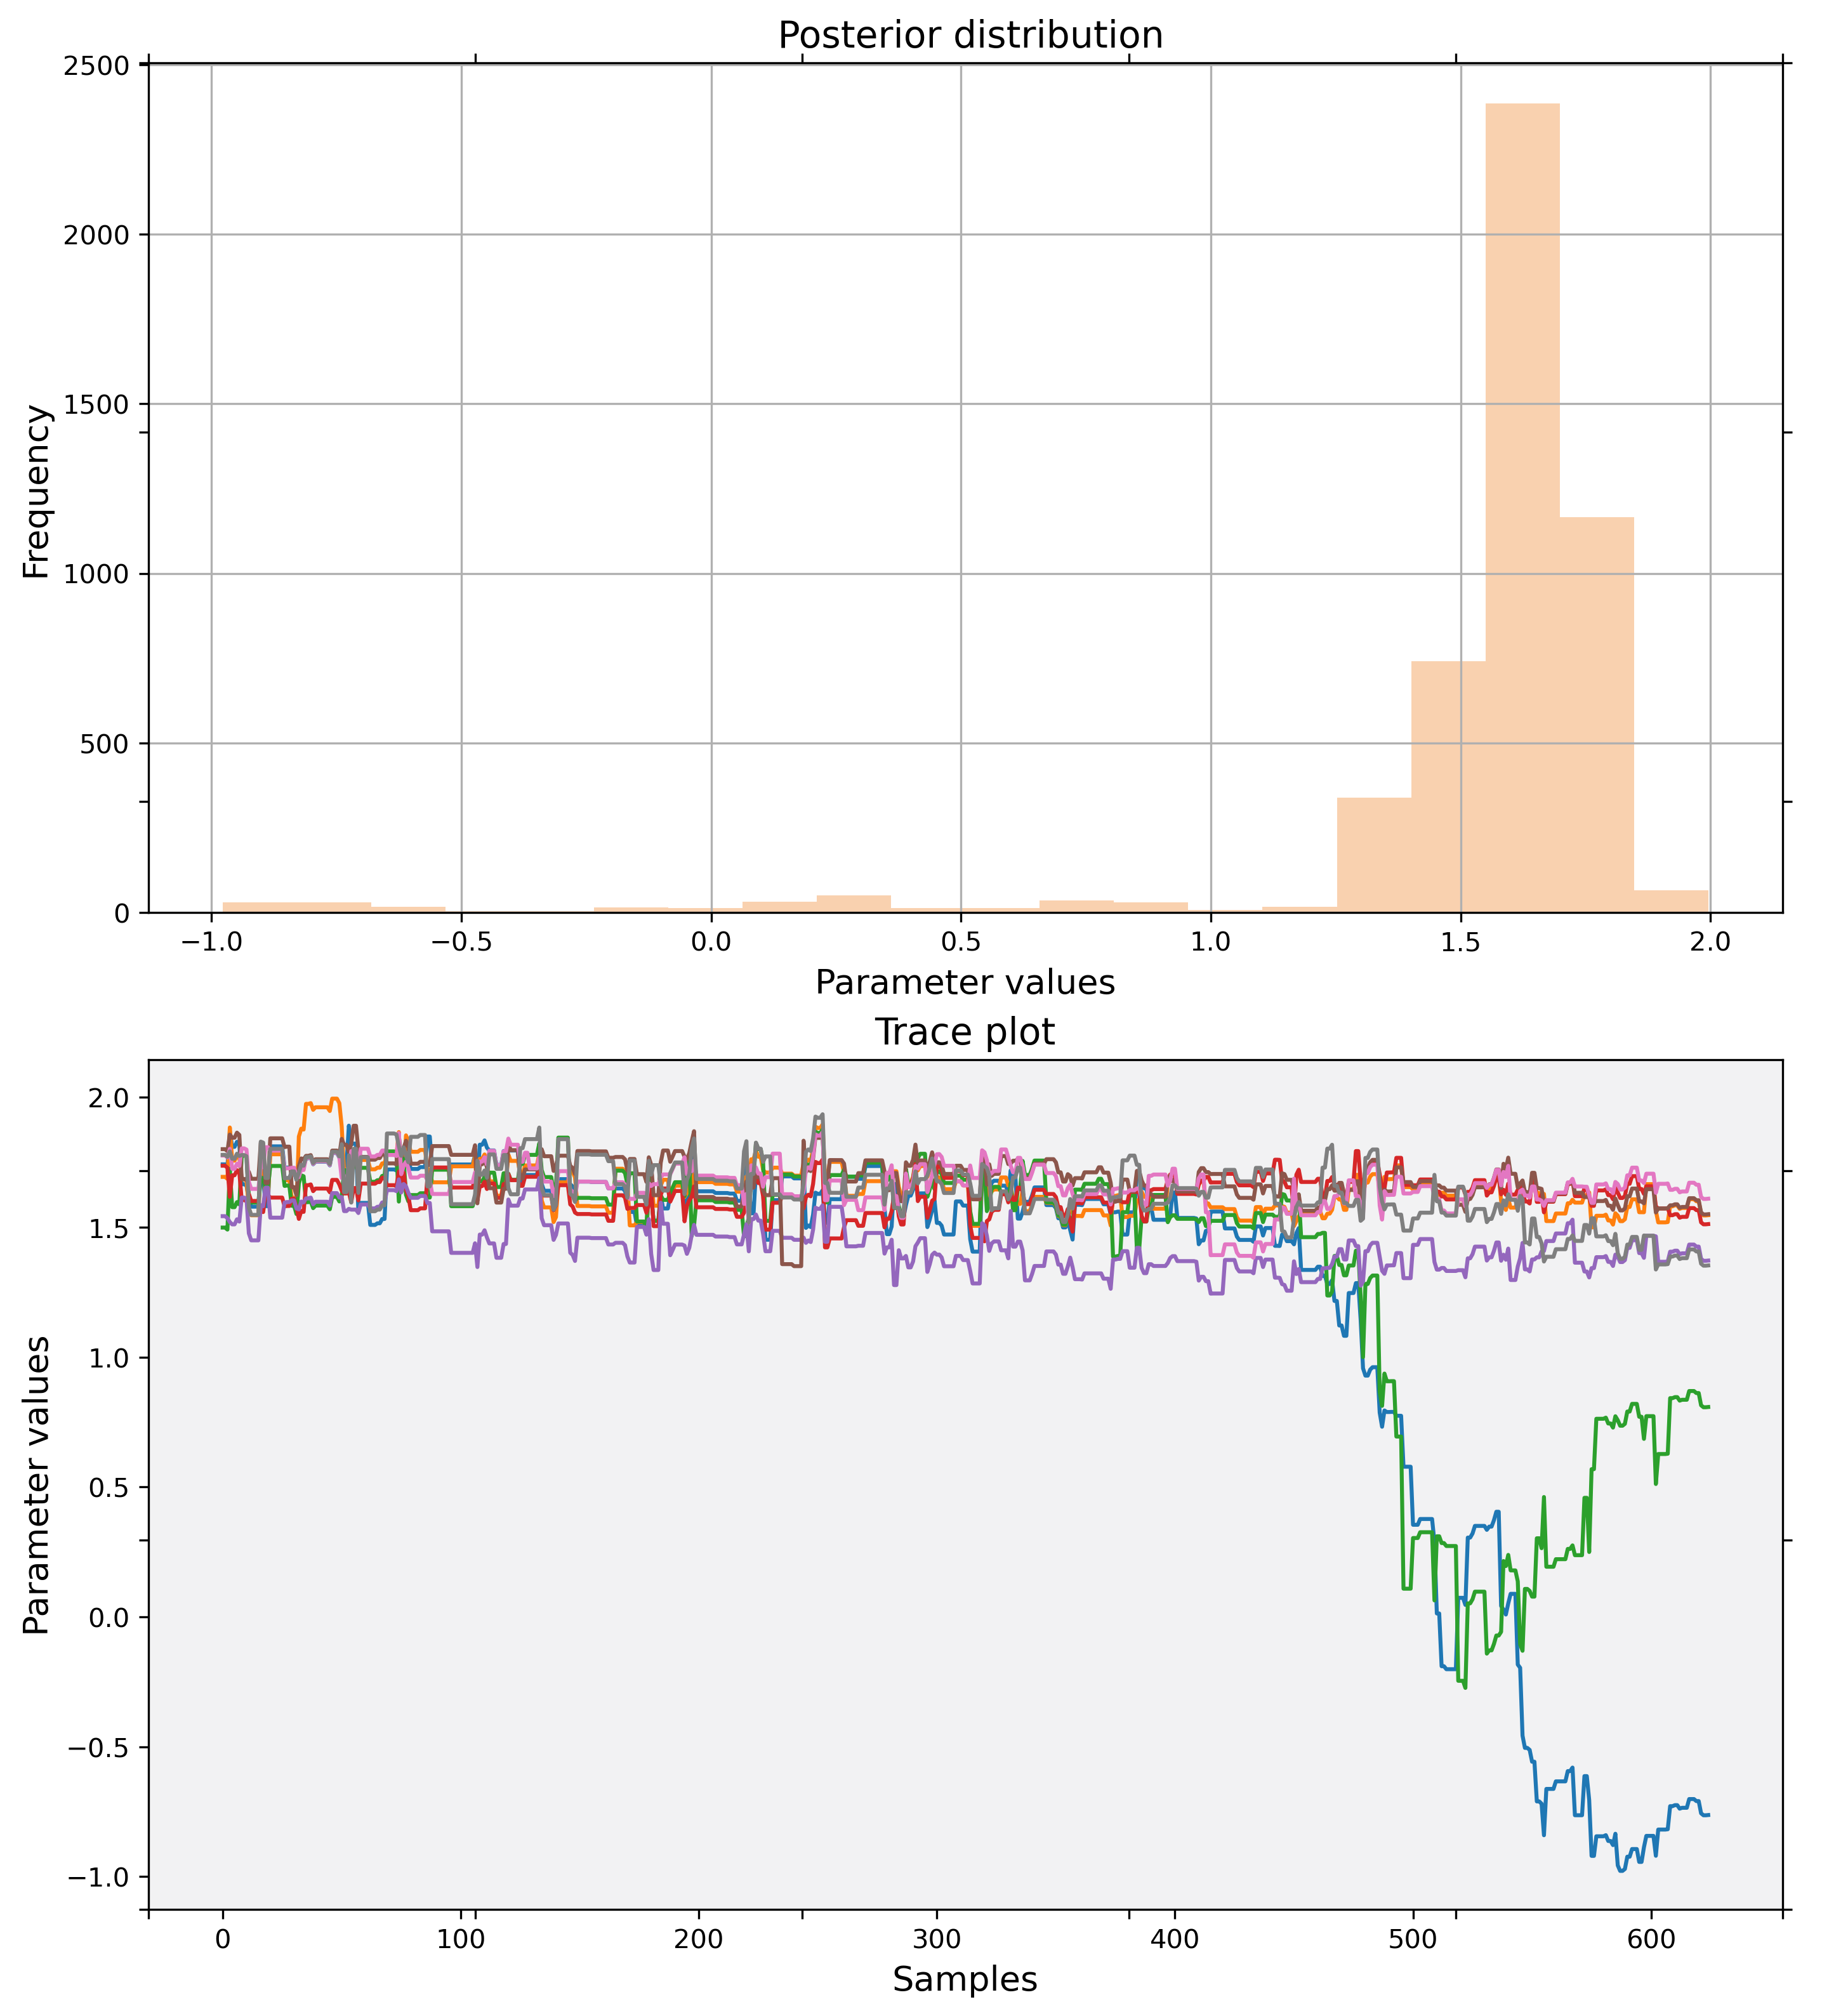 Posterior distribution
2500
2000
1500
1000
500
0
Frequency
−1.0 −0.5 0.0 0.5 1.0 1.5 2.0
Parameter values
Trace plot
2.0
1.5
1.0
0.5
0.0
−0.5
−1.0
Parameter values
0 100 200 300 400 500 600
Samples